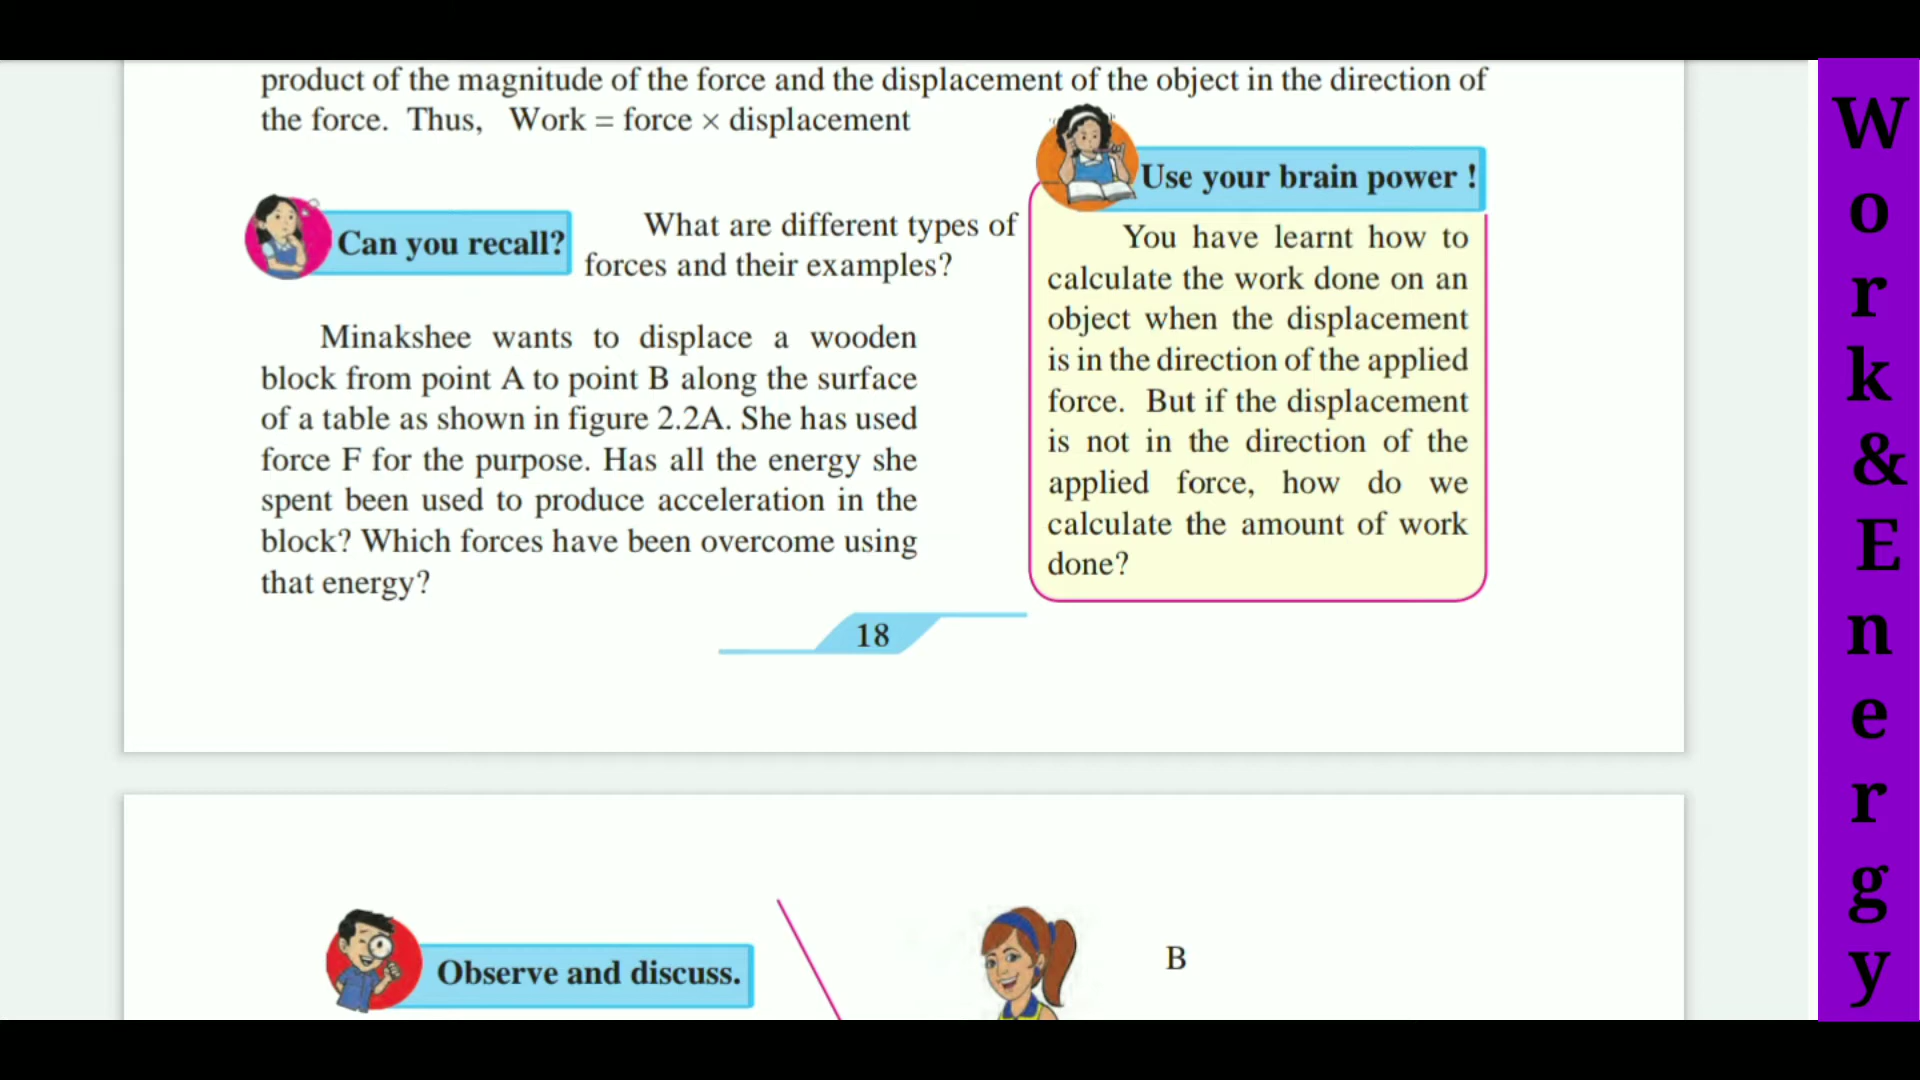 product of the magnitude of the force and the displacement of the object in the direction of
the force. Thus, Work = force × displacement
Can you recall?
What are different types of
forces and their examples?
Minakshee wants to displace a wooden
block from point A to point B along the surface
of a table as shown in figure 2.2A. She has used
force F for the purpose. Has all the energy she
spent been used to produce acceleration in the
block? Which forces have been overcome using
that energy?
Use your brain power !
You have learnt how to
calculate the work done on an
object when the displacement
is in the direction of the applied
force. But if the displacement
is not in the direction of the
applied force, how do we
calculate the amount of work
done?
18
Observe and discuss.
B
Work & Energy